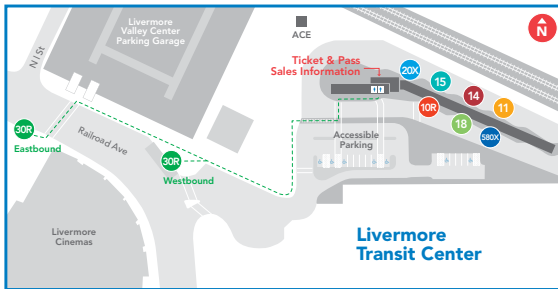 Livermore
Valley Center
Parking Garage
ACE
N
N I St
Ticket & Pass
Sales Information
20X
15
14
11
10R
18
580X
30R
Eastbound
Railroad Ave
30R
Westbound
Accessible
Parking
Livermore
Cinemas
Livermore
Transit Center